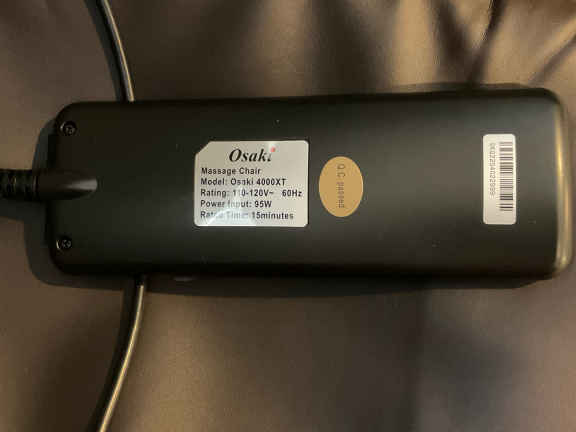 Osaki
Massage Chair
Model: Osaki 4000XT
Rating: 110-120V~ 60Hz
Power Input: 95W
Rated Time: 15minutes
Q.C. passed